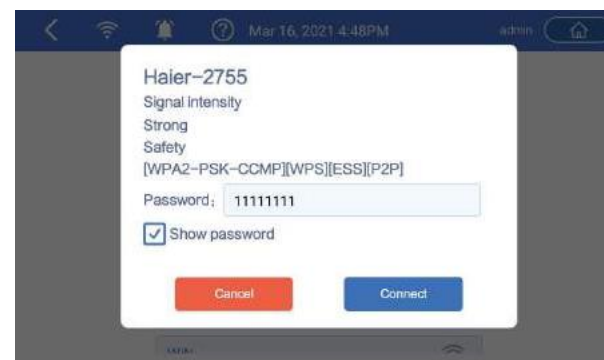 Mar 16, 2021 4:48PM
admin
Haier-2755
Signal intensity
Strong
Safety
[WPA2-PSK-CCMP][WPS][ESS][P2P]
Password:
11111111
Show password
Cancel
Connect